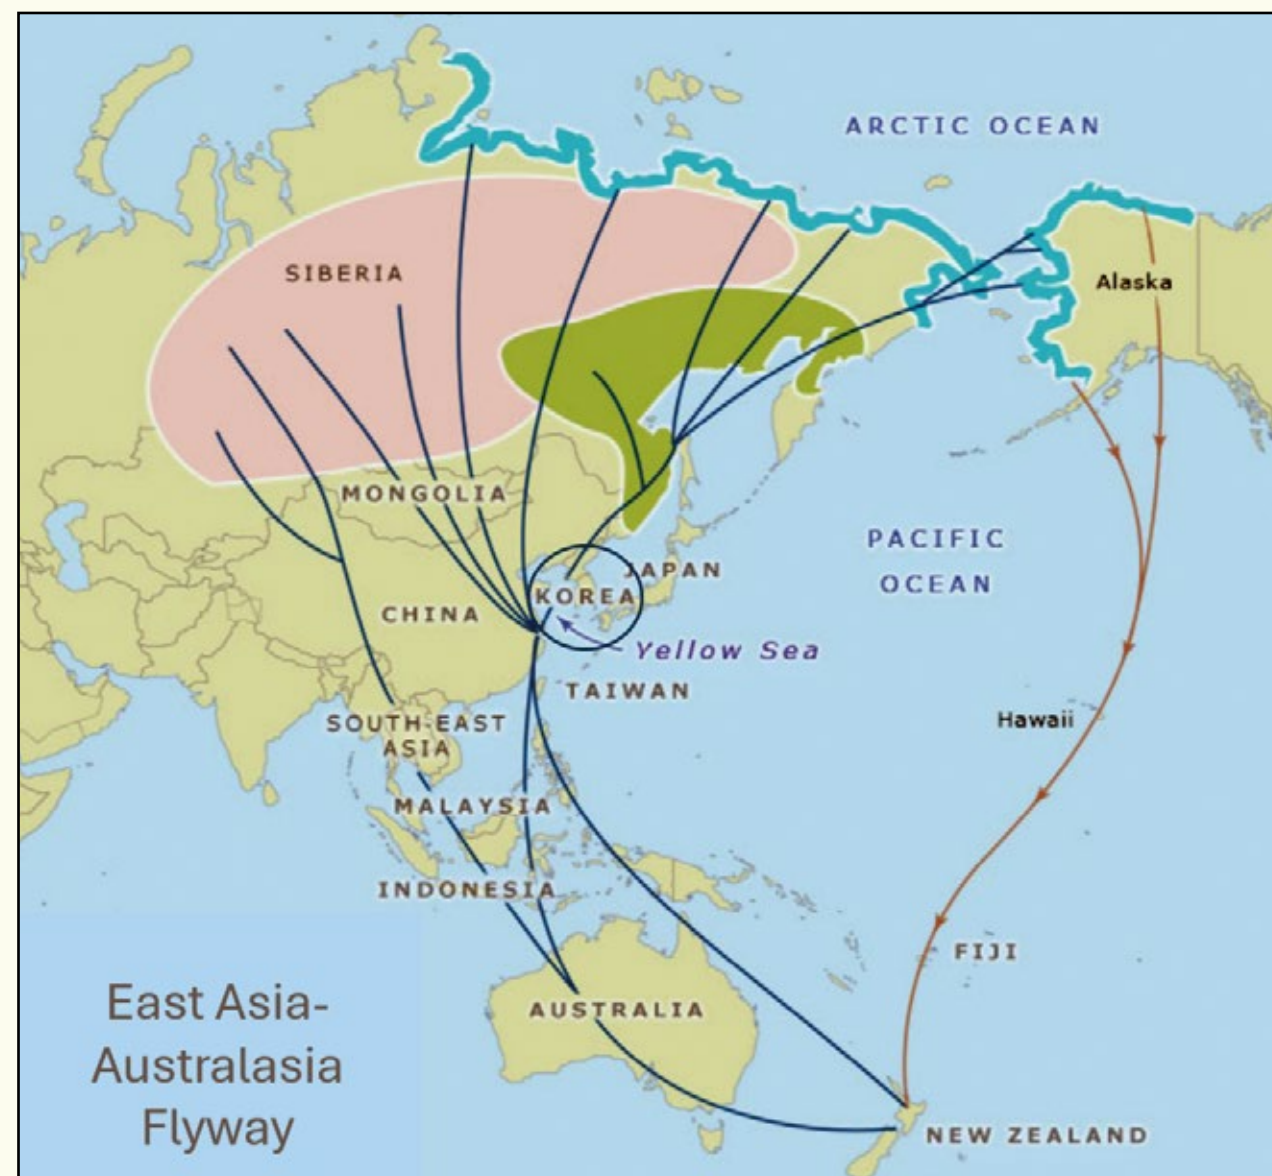 ARCTIC OCEAN
SIBERIA
Alaska
MONGOLIA
PACIFIC
OCEAN
JAPAN
KOREA
CHINA
Yellow Sea
TAIWAN
Hawaii
SOUTH-EAST
ASIA
MALAYSIA
INDONESIA
FIJI
AUSTRALIA
NEW ZEALAND
East Asia-
Australasia
Flyway